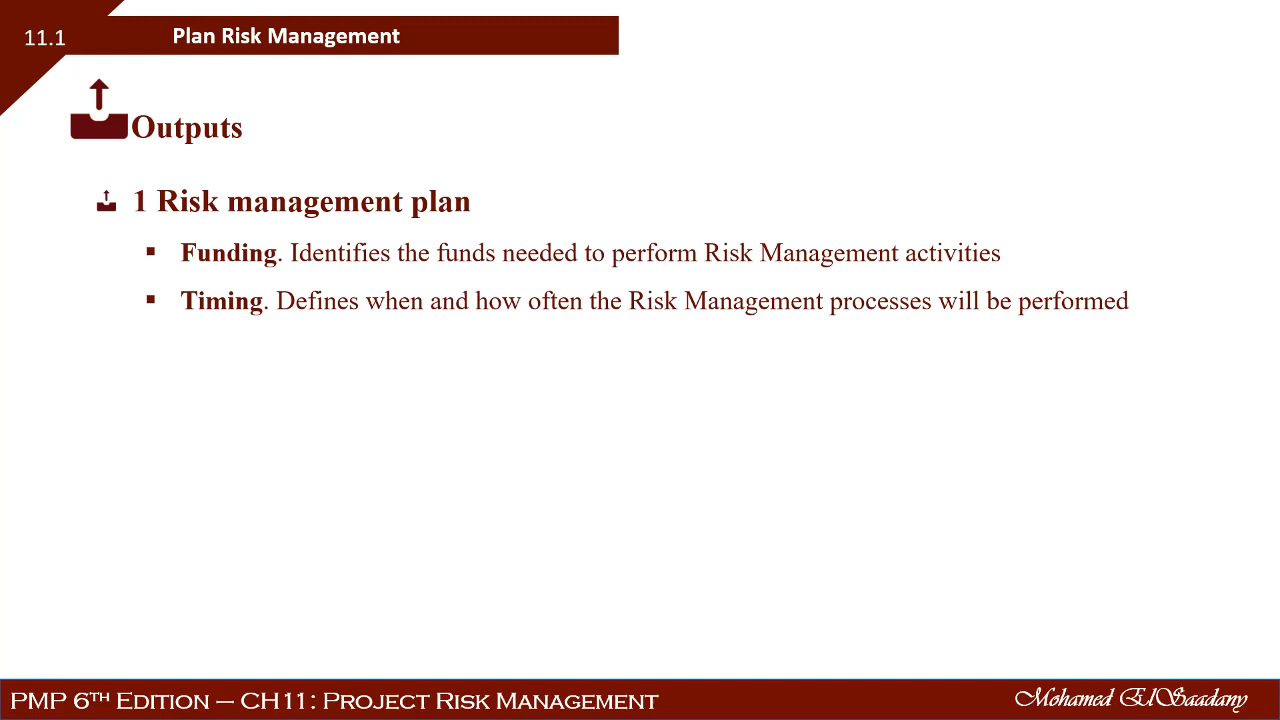 11.1
Plan Risk Management
Outputs
1 Risk management plan
▪ Funding. Identifies the funds needed to perform Risk Management activities
▪ Timing. Defines when and how often the Risk Management processes will be performed
PMP 6TH Edition – CH11: Project Risk Management
Mohamed ElSaadany